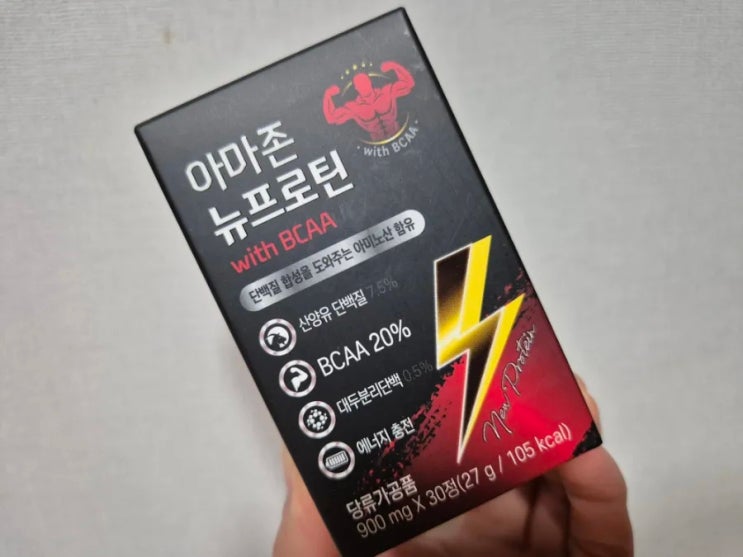 with BCAA
아마존
뉴프로틴
with BCAA
단백질 합성을 도와주는 아미노산 함유
산양유 단백질 7.5%
BCAA 20%
대두분리단백 0.5%
에너지 충전
New Protein
당류가공품
900 mg X 30정(27 g / 105 kcal)